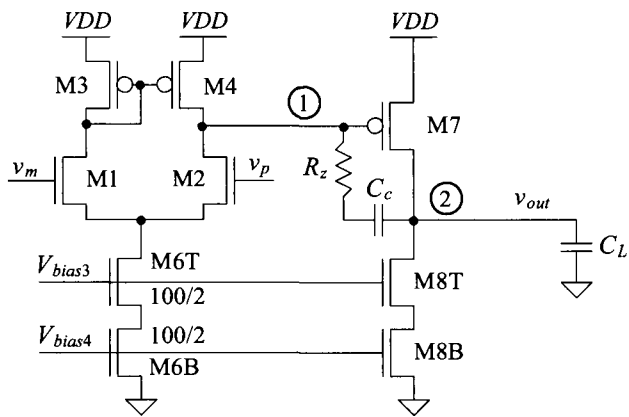 VDD VDD VDD
M3 M4 1 M7
v_m M1 M2 v_p R_z C_c 2 v_out
C_L
V_bias3 M6T M8T
100/2
V_bias4 100/2 M8B
M6B